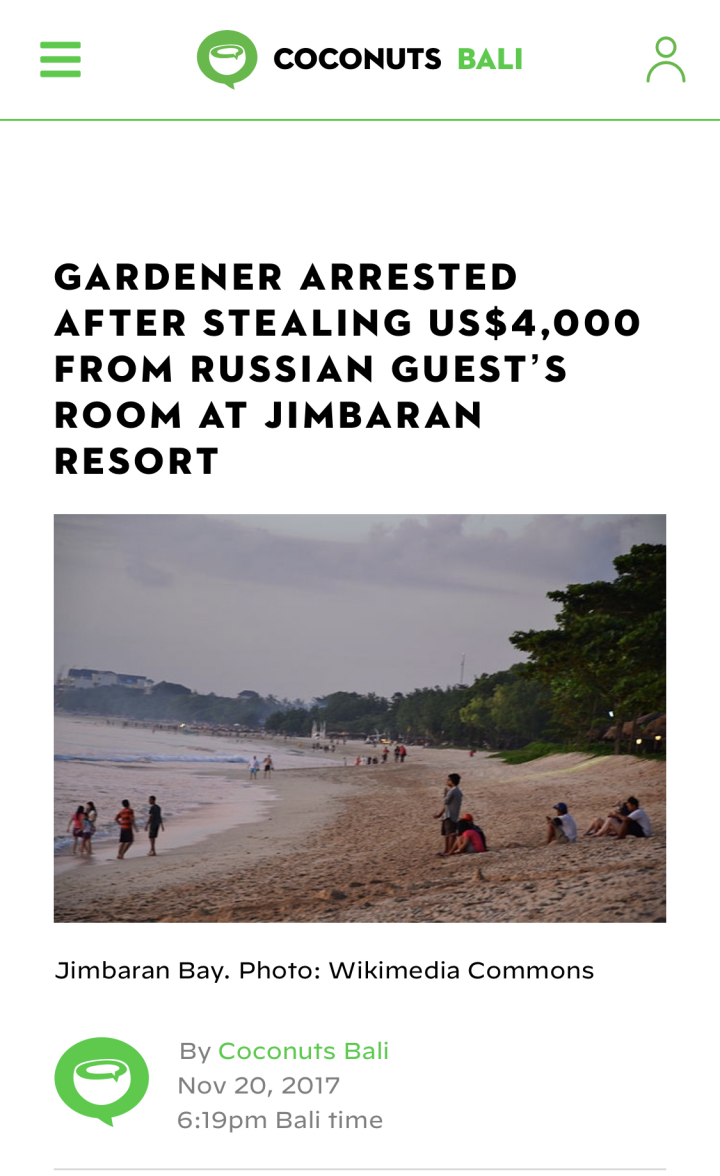 COCONUTS BALI
GARDENER ARRESTED
AFTER STEALING US$4,000
FROM RUSSIAN GUEST’S
ROOM AT JIMBARAN
RESORT
Jimbaran Bay. Photo: Wikimedia Commons
By Coconuts Bali
Nov 20, 2017
6:19pm Bali time